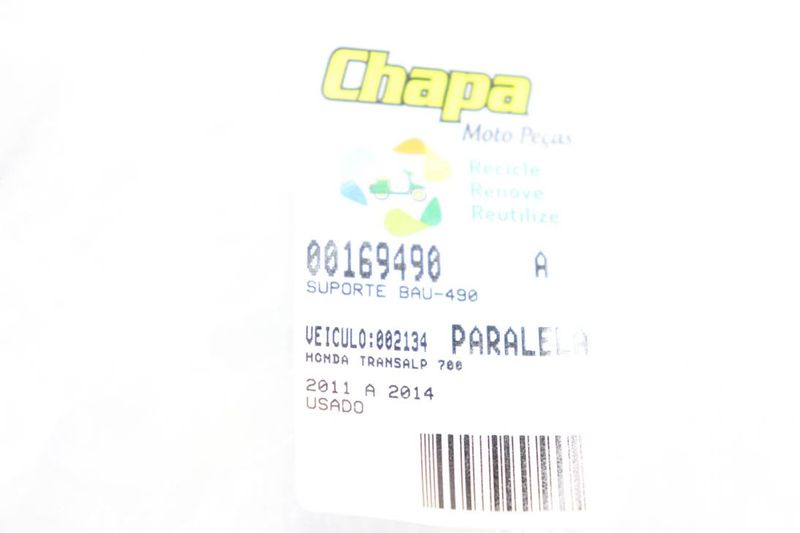 Chapa
Moto Peças
Recicle
Renove
Reutilize
00169490 A
SUPORTE BAU-490
VEICULO:002134 PARALELA
HONDA TRANSALP 700
2011 A 2014
USADO